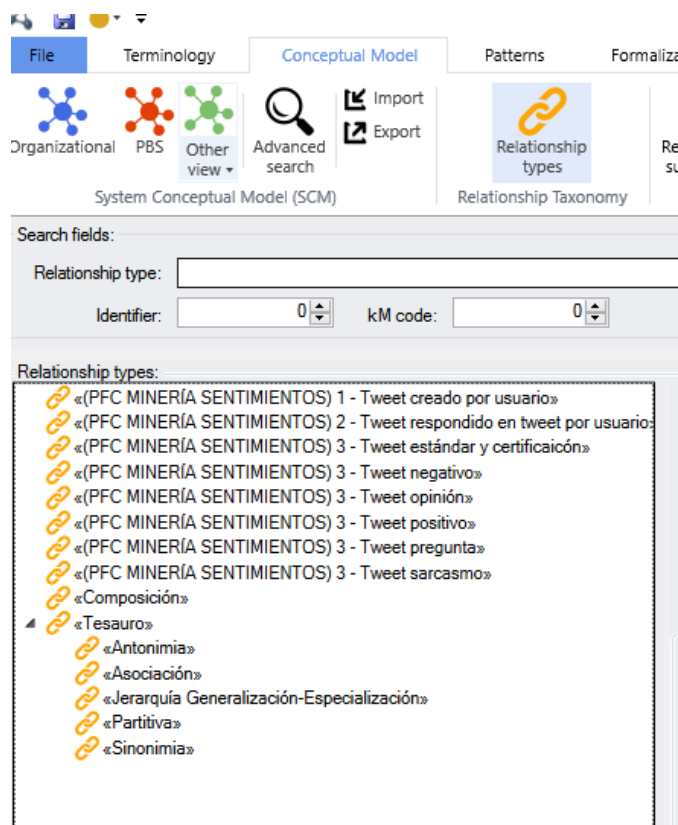 File Terminology Conceptual Model Patterns
Organizational PBS Other view Advanced search Import Export Relationship types
System Conceptual Model (SCM) Relationship Taxonomy
Search fields:
Relationship type:
Identifier: 0 kM code: 0
Relationship types:
«(PFC MINERÍA SENTIMIENTOS) 1 - Tweet creado por usuario»
«(PFC MINERÍA SENTIMIENTOS) 2 - Tweet respondido en tweet por usuario»
«(PFC MINERÍA SENTIMIENTOS) 3 - Tweet estándar y certificaicón»
«(PFC MINERÍA SENTIMIENTOS) 3 - Tweet negativo»
«(PFC MINERÍA SENTIMIENTOS) 3 - Tweet opinión»
«(PFC MINERÍA SENTIMIENTOS) 3 - Tweet positivo»
«(PFC MINERÍA SENTIMIENTOS) 3 - Tweet pregunta»
«(PFC MINERÍA SENTIMIENTOS) 3 - Tweet sarcasmo»
«Composición»
«Tesauro»
«Antonimia»
«Asociación»
«Jerarquía Generalización-Especialización»
«Partitiva»
«Sinonimia»